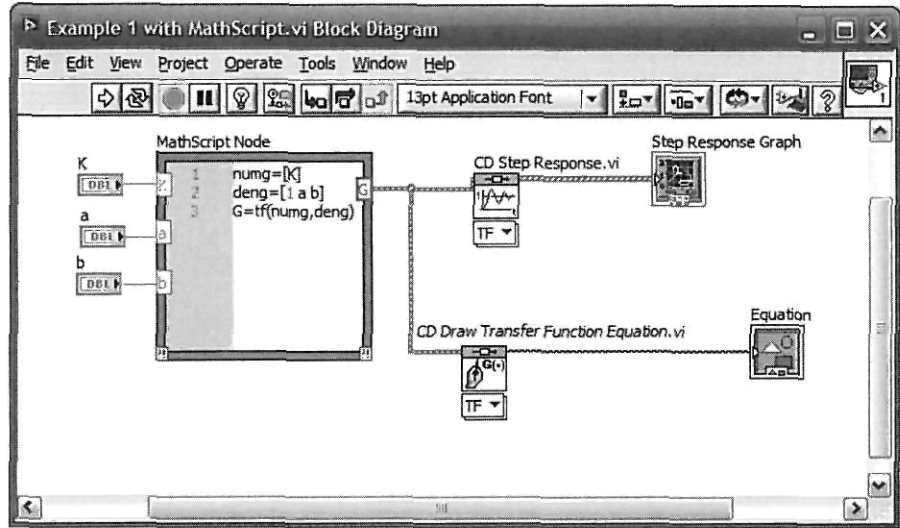 Example 1 with MathScript.vi Block Diagram
File Edit View Project Operate Tools Window Help
13pt Application Font
1
MathScript Node
K
DBL
K
1 numg=[K]
2 deng=[1 a b]
3 G=tf(numg,deng)
G
a
DBL
a
b
DBL
b
CD Step Response.vi
TF
Step Response Graph
CD Draw Transfer Function Equation.vi
G(•)
TF
Equation